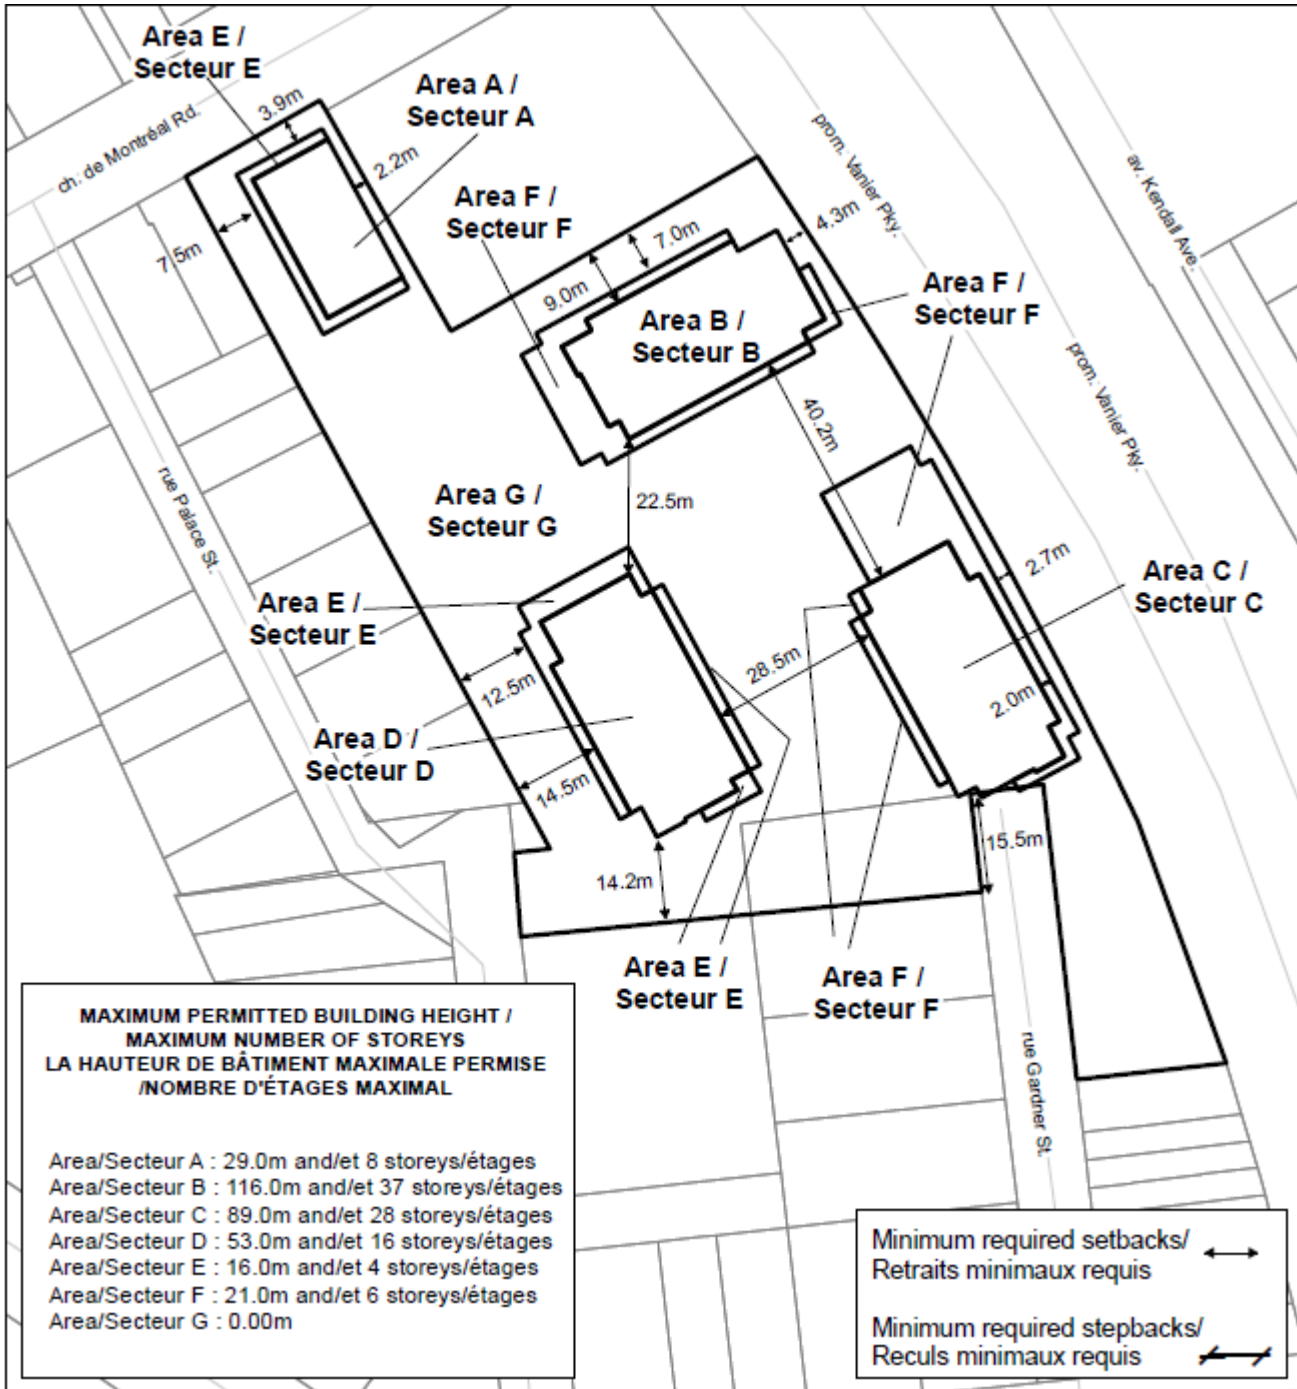 Area E /
Secteur E
Area A /
Secteur A
3.9m
ch. de Montréal Rd.
2.2m
Area F /
Secteur F
prom. Vanier Pky.
av. Kendall Ave.
7.5m
7.0m
4.3m
9.0m
Area F /
Secteur F
Area B /
Secteur B
prom. Vanier Pky.
40.2m
rue Palace St.
Area G /
Secteur G
22.5m
2.7m
Area C /
Secteur C
Area E /
Secteur E
28.5m
12.5m
2.0m
Area D /
Secteur D
14.5m
15.5m
14.2m
Area E /
Secteur E
Area F /
Secteur F
rue Gardner St.
MAXIMUM PERMITTED BUILDING HEIGHT /
MAXIMUM NUMBER OF STOREYS
LA HAUTEUR DE BÂTIMENT MAXIMALE PERMISE
/NOMBRE D'ÉTAGES MAXIMAL
Area/Secteur A : 29.0m and/et 8 storeys/étages
Area/Secteur B : 116.0m and/et 37 storeys/étages
Area/Secteur C : 89.0m and/et 28 storeys/étages
Area/Secteur D : 53.0m and/et 16 storeys/étages
Area/Secteur E : 16.0m and/et 4 storeys/étages
Area/Secteur F : 21.0m and/et 6 storeys/étages
Area/Secteur G : 0.00m
Minimum required setbacks/
Retraits minimaux requis
Minimum required stepbacks/
Reculs minimaux requis